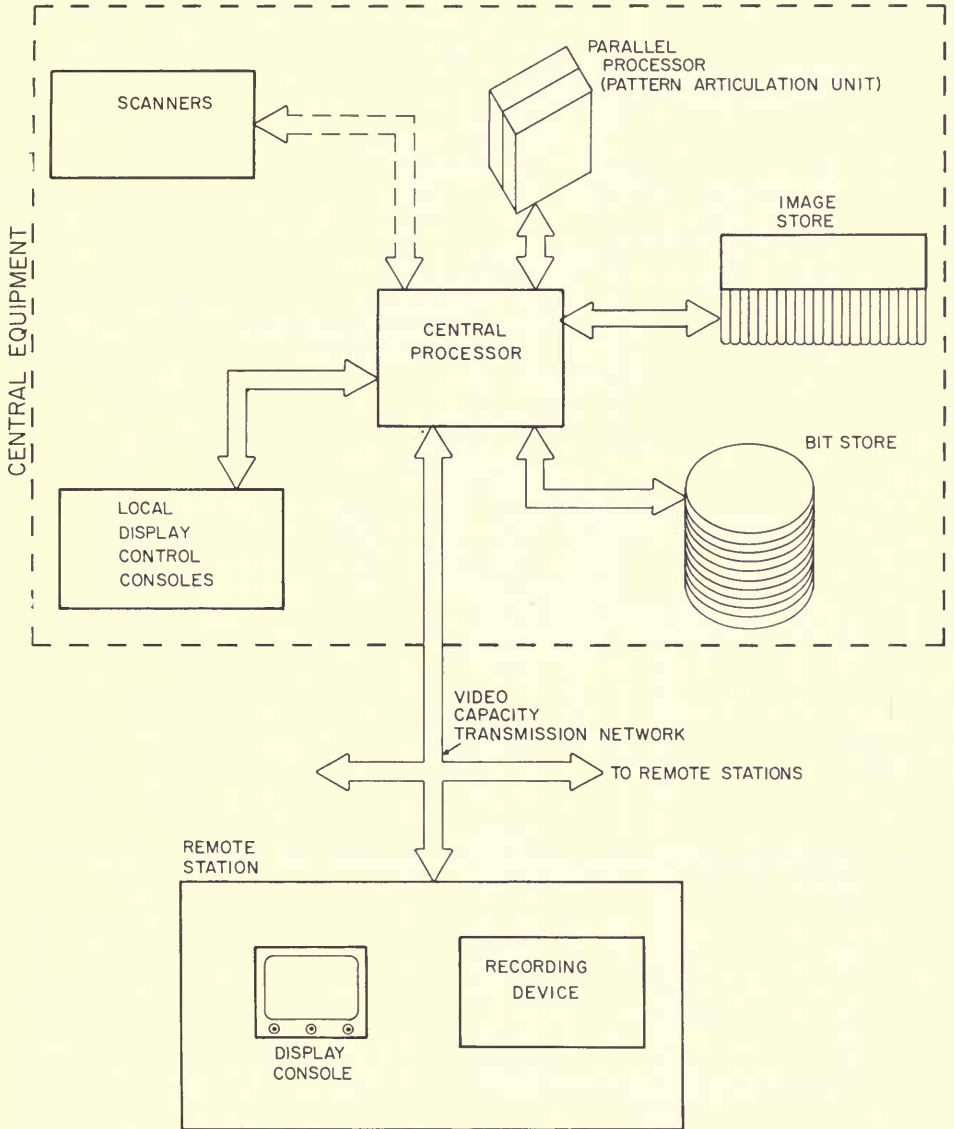 PARALLEL
PROCESSOR
(PATTERN ARTICULATION UNIT)
SCANNERS
IMAGE
STORE
CENTRAL EQUIPMENT
CENTRAL
PROCESSOR
BIT STORE
LOCAL
DISPLAY
CONTROL
CONSOLES
VIDEO
CAPACITY
TRANSMISSION NETWORK
TO REMOTE STATIONS
REMOTE
STATION
RECORDING
DEVICE
DISPLAY
CONSOLE